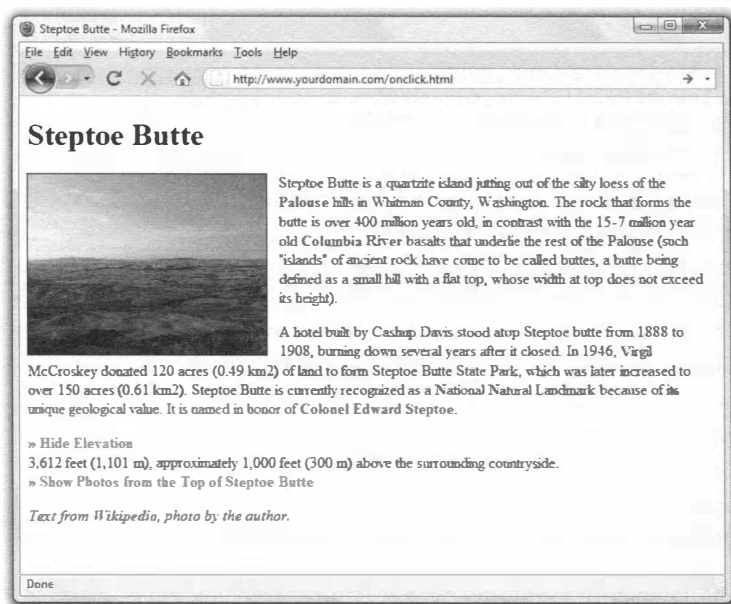 Steptoe Butte - Mozilla Firefox
File Edit View History Bookmarks Tools Help
http://www.yourdomain.com/onclick.html
Steptoe Butte
Steptoe Butte is a quartzite island jutting out of the silty loess of the
Palouse hills in Whitman County, Washington. The rock that forms the
butte is over 400 million years old, in contrast with the 15-7 million year
old Columbia River basalts that underlie the rest of the Palouse (such
"islands" of ancient rock have come to be called buttes, a butte being
defined as a small hill with a flat top, whose width at top does not exceed
its height).
A hotel built by Cashup Davis stood atop Steptoe butte from 1888 to
1908, burning down several years after it closed. In 1946, Virgil
McCroskey donated 120 acres (0.49 km2) of land to form Steptoe Butte State Park, which was later increased to
over 150 acres (0.61 km2). Steptoe Butte is currently recognized as a National Natural Landmark because of its
unique geological value. It is named in honor of Colonel Edward Steptoe.
» Hide Elevation
3,612 feet (1,101 m), approximately 1,000 feet (300 m) above the surrounding countryside.
» Show Photos from the Top of Steptoe Butte
Text from Wikipedia, photo by the author.
Done